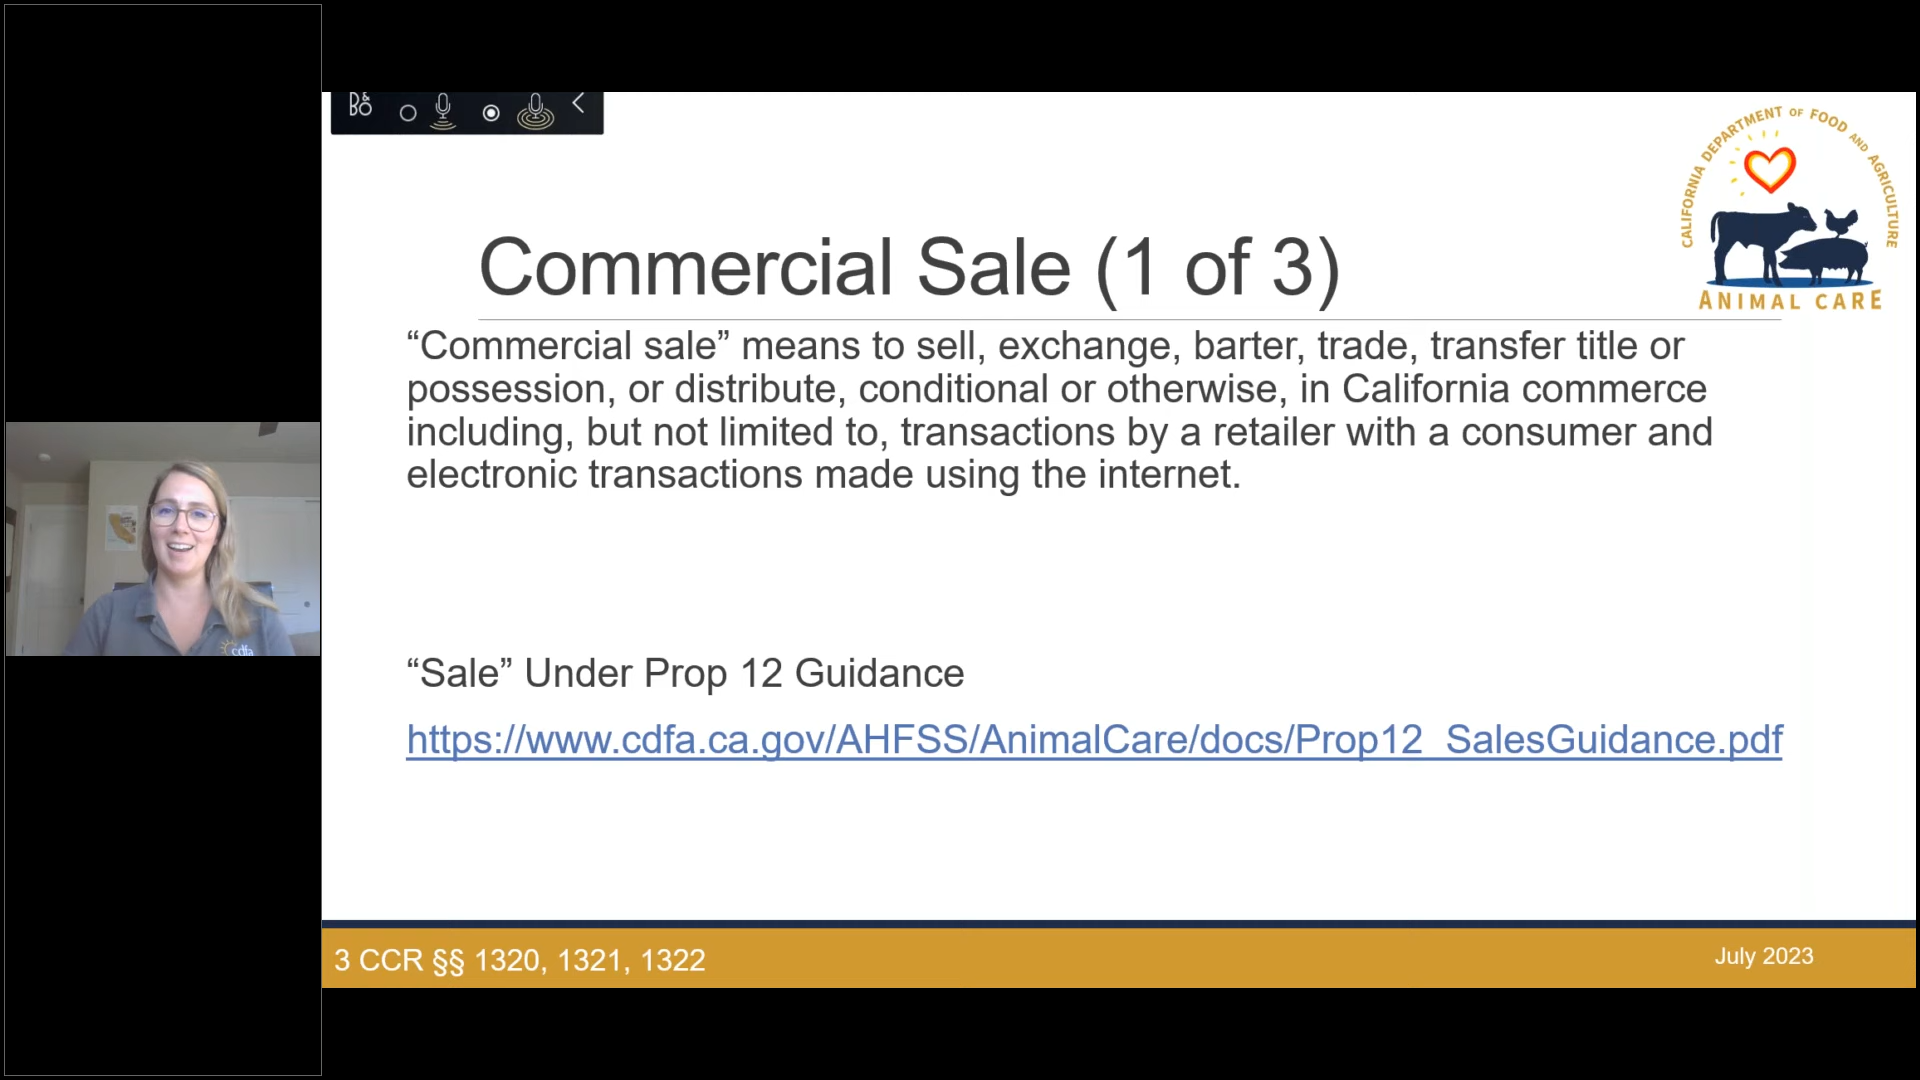 B&O
CALIFORNIA DEPARTMENT OF FOOD AND AGRICULTURE
ANIMAL CARE
Commercial Sale (1 of 3)
“Commercial sale” means to sell, exchange, barter, trade, transfer title or
possession, or distribute, conditional or otherwise, in California commerce
including, but not limited to, transactions by a retailer with a consumer and
electronic transactions made using the internet.
cdfa
“Sale” Under Prop 12 Guidance
https://www.cdfa.ca.gov/AHFSS/AnimalCare/docs/Prop12_SalesGuidance.pdf
3 CCR §§ 1320, 1321, 1322
July 2023